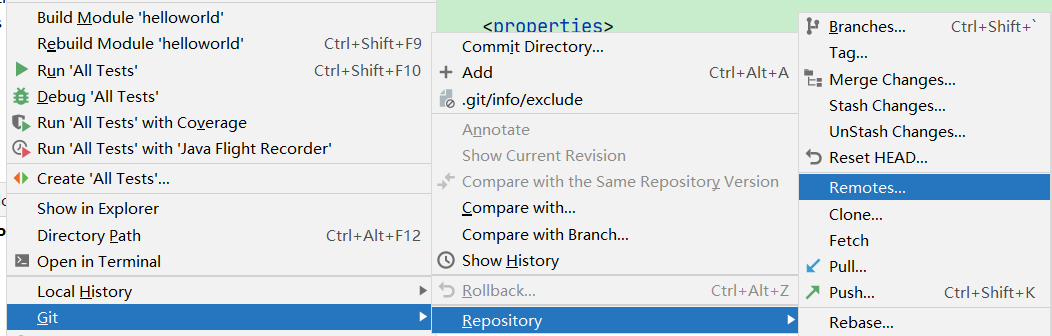 <properties>
Build Module 'helloworld'
Rebuild Module 'helloworld' Ctrl+Shift+F9
Run 'All Tests' Ctrl+Shift+F10
Debug 'All Tests'
Run 'All Tests' with Coverage
Run 'All Tests' with 'Java Flight Recorder'
Create 'All Tests'...
Show in Explorer
Directory Path Ctrl+Alt+F12
Open in Terminal
Local History
Git
Commit Directory...
Add Ctrl+Alt+A
.git/info/exclude
Annotate
Show Current Revision
Compare with the Same Repository Version
Compare with...
Compare with Branch...
Show History
Rollback... Ctrl+Alt+Z
Repository
Branches... Ctrl+Shift+`
Tag...
Merge Changes...
Stash Changes...
UnStash Changes...
Reset HEAD...
Remotes...
Clone...
Fetch
Pull...
Push... Ctrl+Shift+K
Rebase...